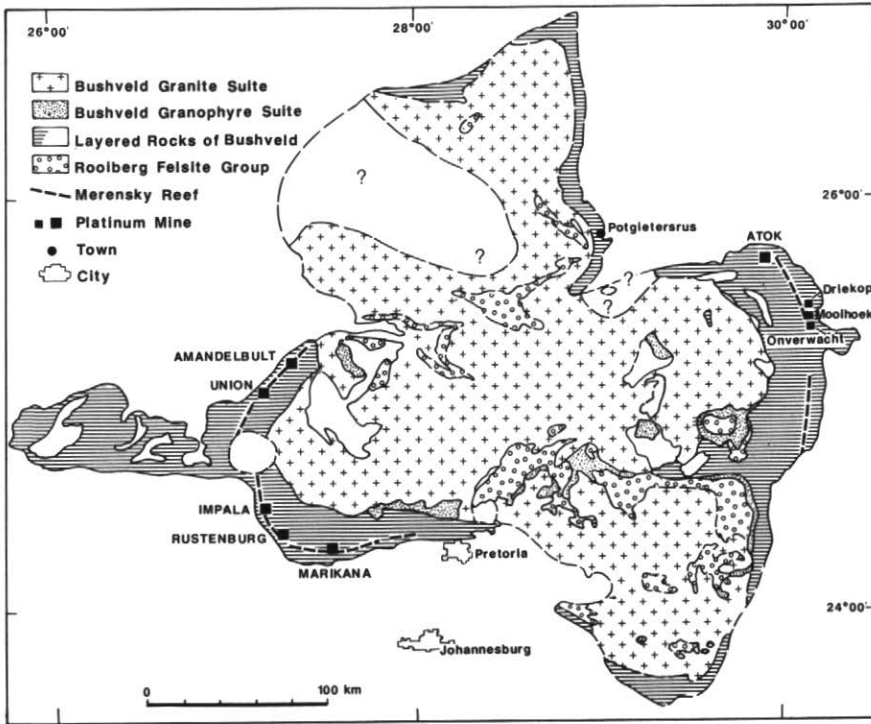 26°00'
28°00'
30°00'
Bushveld Granite Suite
Bushveld Granophyre Suite
Layered Rocks of Bushveld
Rooiberg Felsite Group
Merensky Reef
Platinum Mine
Town
City
?
26°00'
?
Potgietersrus
ATOK
?
?
Driekop
Mooihoek
Onverwacht
AMANDELBULT
UNION
IMPALA
RUSTENBURG
MARIKANA
Pretoria
24°00'
Johannesburg
0
100 km